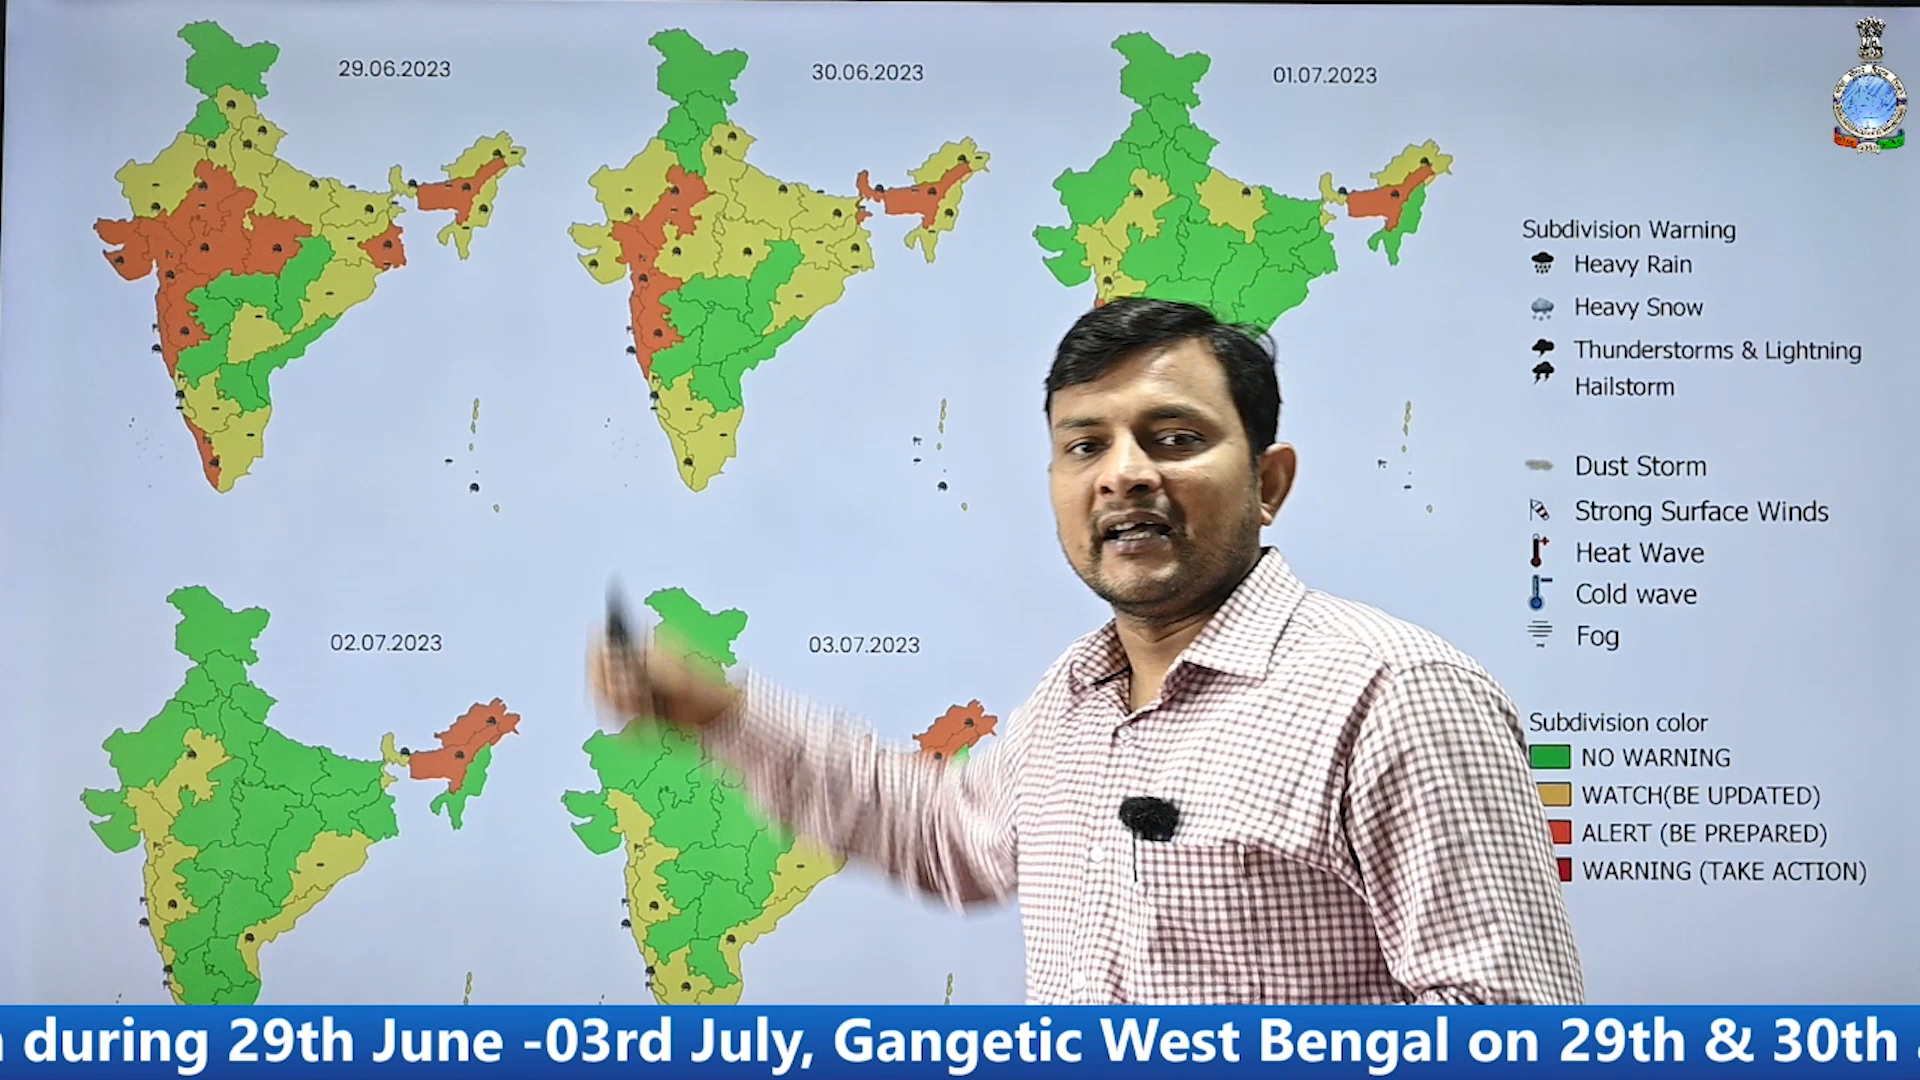 29.06.2023
30.06.2023
01.07.2023
Subdivision Warning
Heavy Rain
Heavy Snow
Thunderstorms & Lightning
Hailstorm
Dust Storm
Strong Surface Winds
Heat Wave
Cold wave
Fog
02.07.2023
03.07.2023
Subdivision color
NO WARNING
WATCH(BE UPDATED)
ALERT (BE PREPARED)
WARNING (TAKE ACTION)
during 29th June -03rd July, Gangetic West Bengal on 29th & 30th